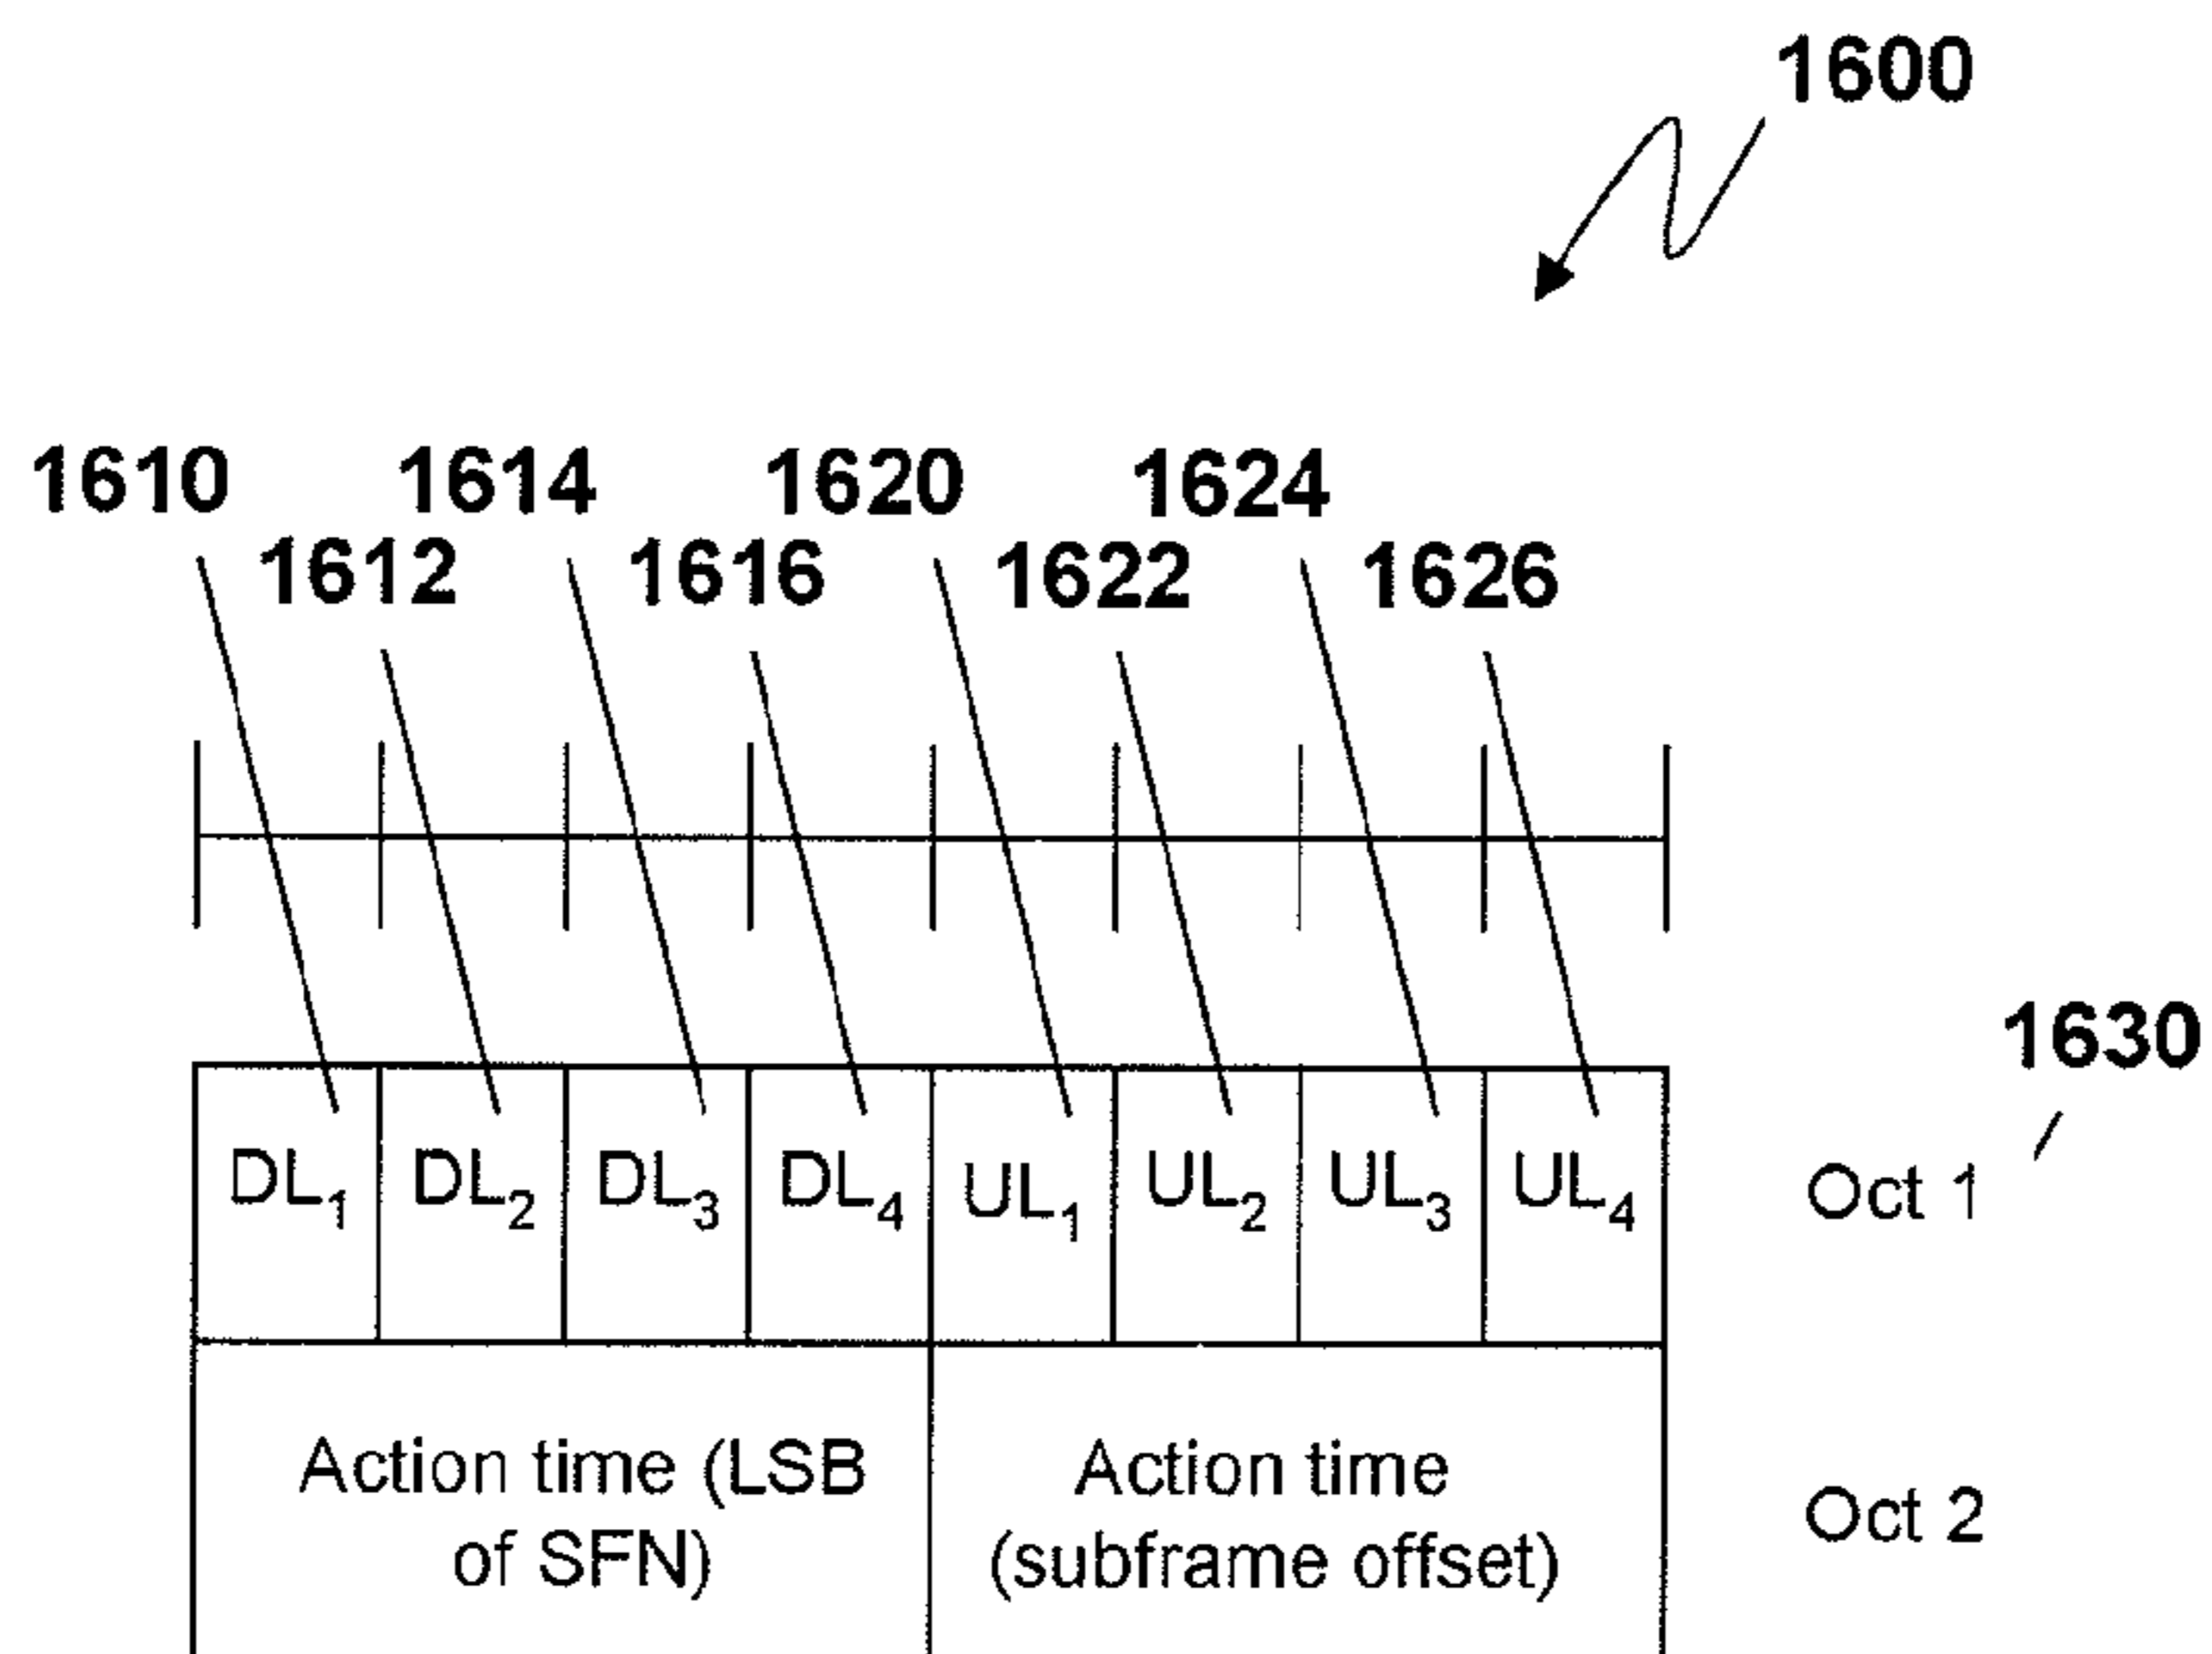 1600
1610 1614 1620 1624
1612 1616 1622 1626
1630
DL1 DL2 DL3 DL4 UL1 UL2 UL3 UL4 Oct 1
Action time (LSB
of SFN)
Action time
(subframe offset)
Oct 2